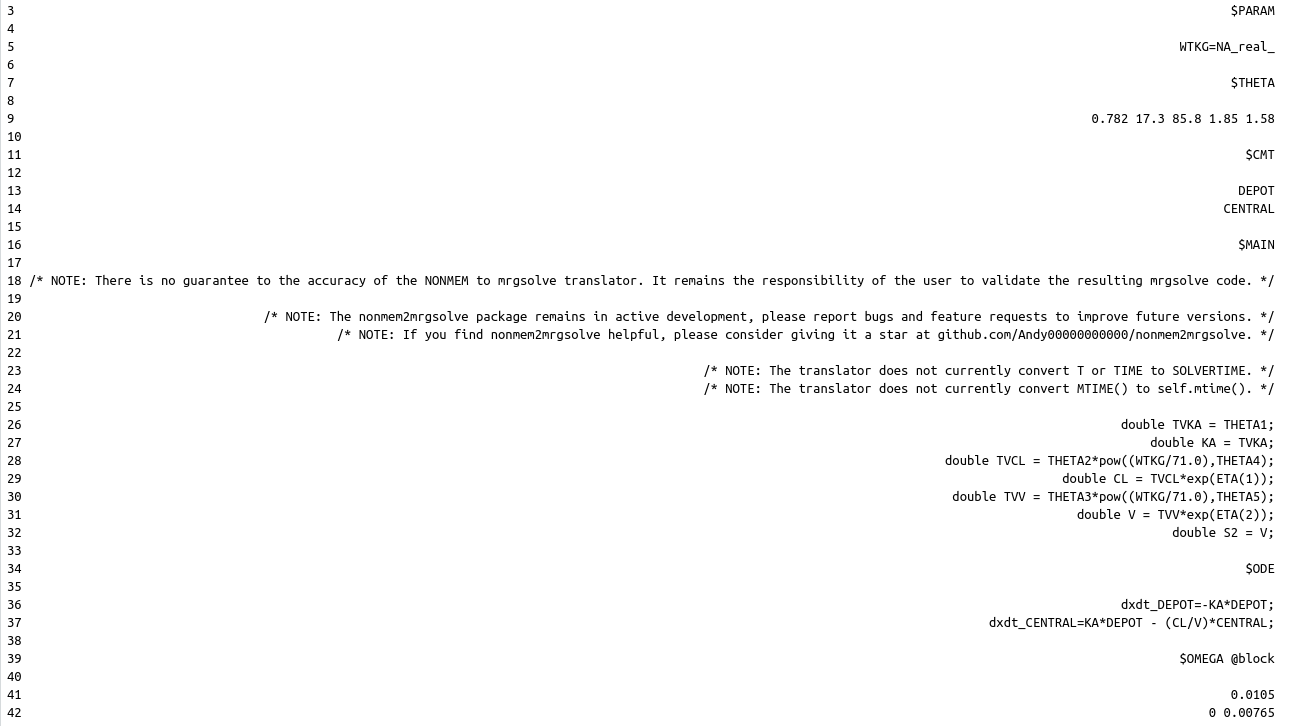 3 $PARAM
4
5 WTKG=NA_real_
6
7 $THETA
8
9 0.782 17.3 85.8 1.85 1.58
10
11 $CMT
12
13 DEPOT
14 CENTRAL
15
16 $MAIN
17
18 /* NOTE: There is no guarantee to the accuracy of the NONMEM to mrgsolve translator. It remains the responsibility of the user to validate the resulting mrgsolve code. */
19
20 /* NOTE: The nonmem2mrgsolve package remains in active development, please report bugs and feature requests to improve future versions. */
21 /* NOTE: If you find nonmem2mrgsolve helpful, please consider giving it a star at github.com/Andy00000000000/nonmem2mrgsolve. */
22
23 /* NOTE: The translator does not currently convert T or TIME to SOLVERTIME. */
24 /* NOTE: The translator does not currently convert MTIME() to self.mtime(). */
25
26 double TVKA = THETA1;
27 double KA = TVKA;
28 double TVCL = THETA2*pow((WTKG/71.0),THETA4);
29 double CL = TVCL*exp(ETA(1));
30 double TVV = THETA3*pow((WTKG/71.0),THETA5);
31 double V = TVV*exp(ETA(2));
32 double S2 = V;
33
34 $ODE
35
36 dxdt_DEPOT=-KA*DEPOT;
37 dxdt_CENTRAL=KA*DEPOT - (CL/V)*CENTRAL;
38
39 $OMEGA @block
40
41 0.0105
42 0 0.00765